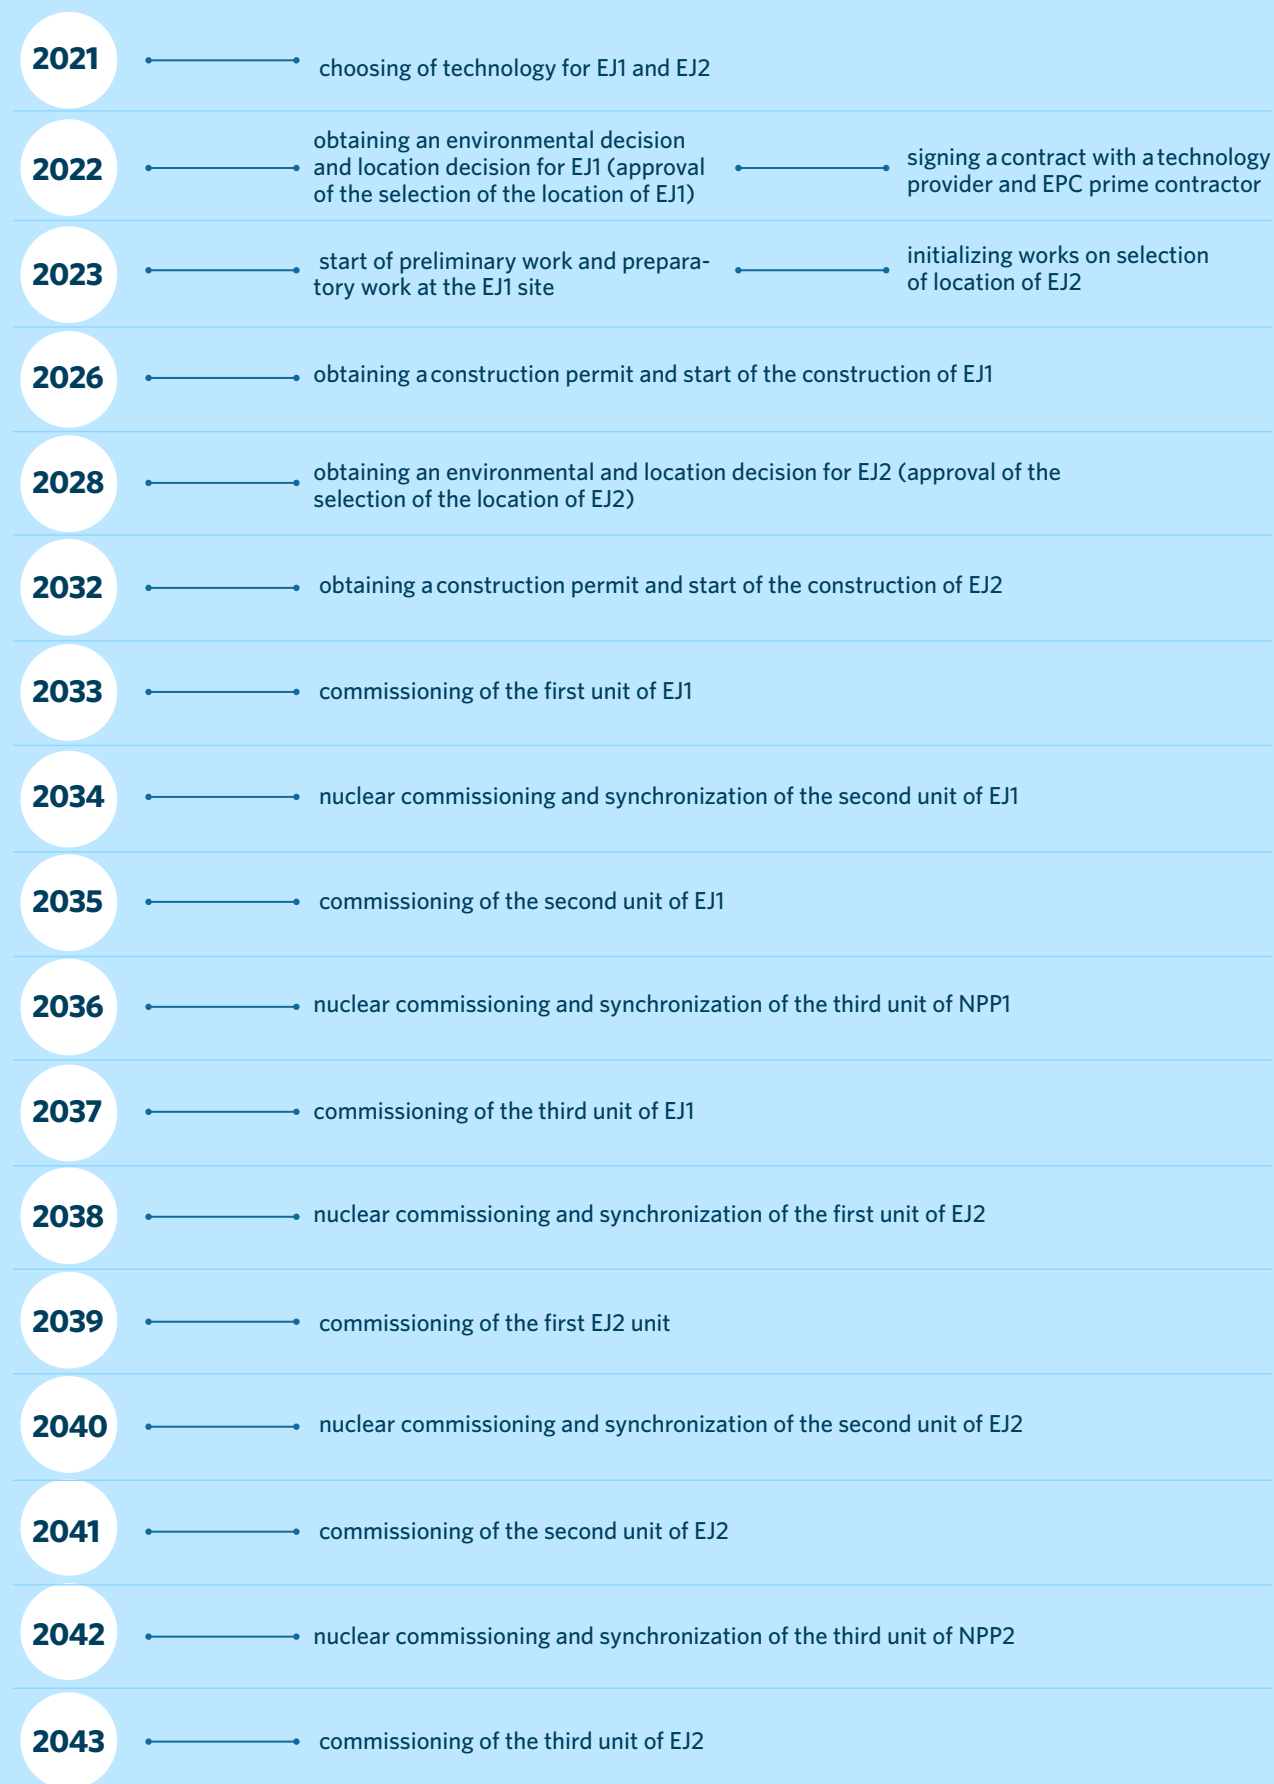 2021
choosing of technology for EJ1 and EJ2
2022
obtaining an environmental decision
and location decision for EJ1 (approval
of the selection of the location of EJ1)
signing a contract with a technology
provider and EPC prime contractor
2023
start of preliminary work and prepara-
tory work at the EJ1 site
initializing works on selection
of location of EJ2
2026
obtaining a construction permit and start of the construction of EJ1
2028
obtaining an environmental and location decision for EJ2 (approval of the
selection of the location of EJ2)
2032
obtaining a construction permit and start of the construction of EJ2
2033
commissioning of the first unit of EJ1
2034
nuclear commissioning and synchronization of the second unit of EJ1
2035
commissioning of the second unit of EJ1
2036
nuclear commissioning and synchronization of the third unit of NPP1
2037
commissioning of the third unit of EJ1
2038
nuclear commissioning and synchronization of the first unit of EJ2
2039
commissioning of the first EJ2 unit
2040
nuclear commissioning and synchronization of the second unit of EJ2
2041
commissioning of the second unit of EJ2
2042
nuclear commissioning and synchronization of the third unit of NPP2
2043
commissioning of the third unit of EJ2